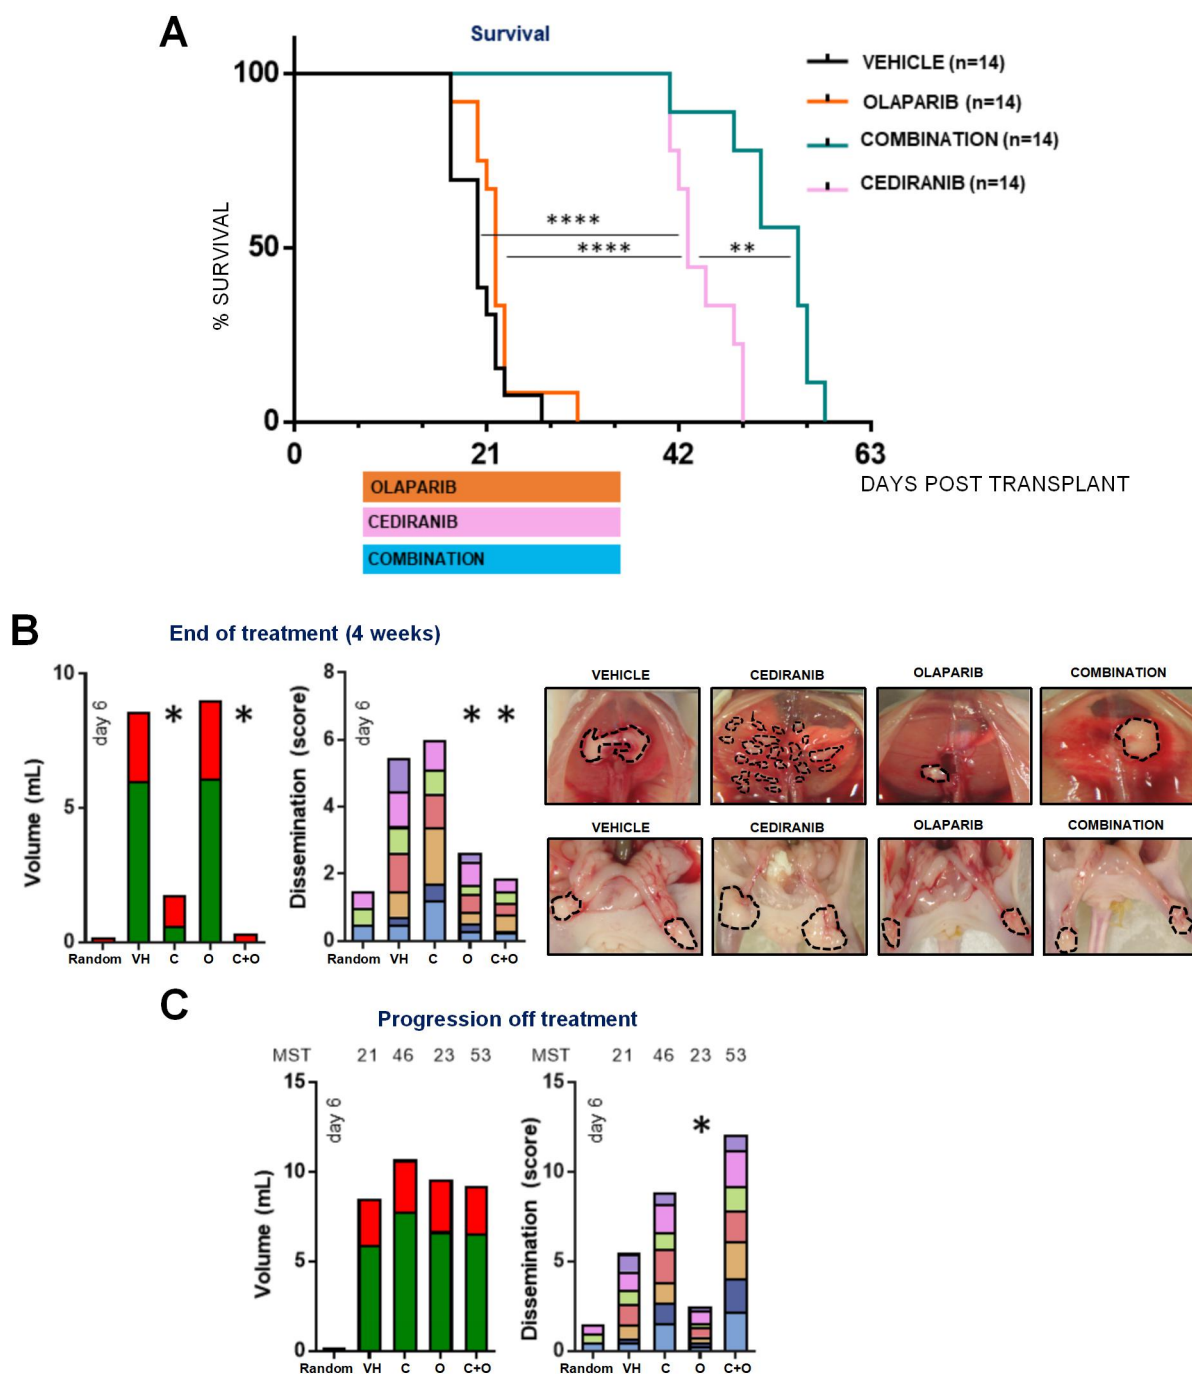 A
Survival
VEHICLE (n=14)
OLAPARIB (n=14)
COMBINATION (n=14)
CEDIRANIB (n=14)
% SURVIVAL
100
50
0
****
****
**
0 21 42 63
DAYS POST TRANSPLANT
OLAPARIB
CEDIRANIB
COMBINATION
B
End of treatment (4 weeks)
Volume (mL)
10
5
0
day 6
* *
Random VH C O C+O
Dissemination (score)
8
6
4
2
0
day 6
* *
Random VH C O C+O
VEHICLE CEDIRANIB OLAPARIB COMBINATION
VEHICLE CEDIRANIB OLAPARIB COMBINATION
C
Progression off treatment
MST 21 46 23 53
Volume (mL)
15
10
5
0
day 6
Random VH C O C+O
MST 21 46 23 53
Dissemination (score)
15
10
5
0
day 6
*
Random VH C O C+O